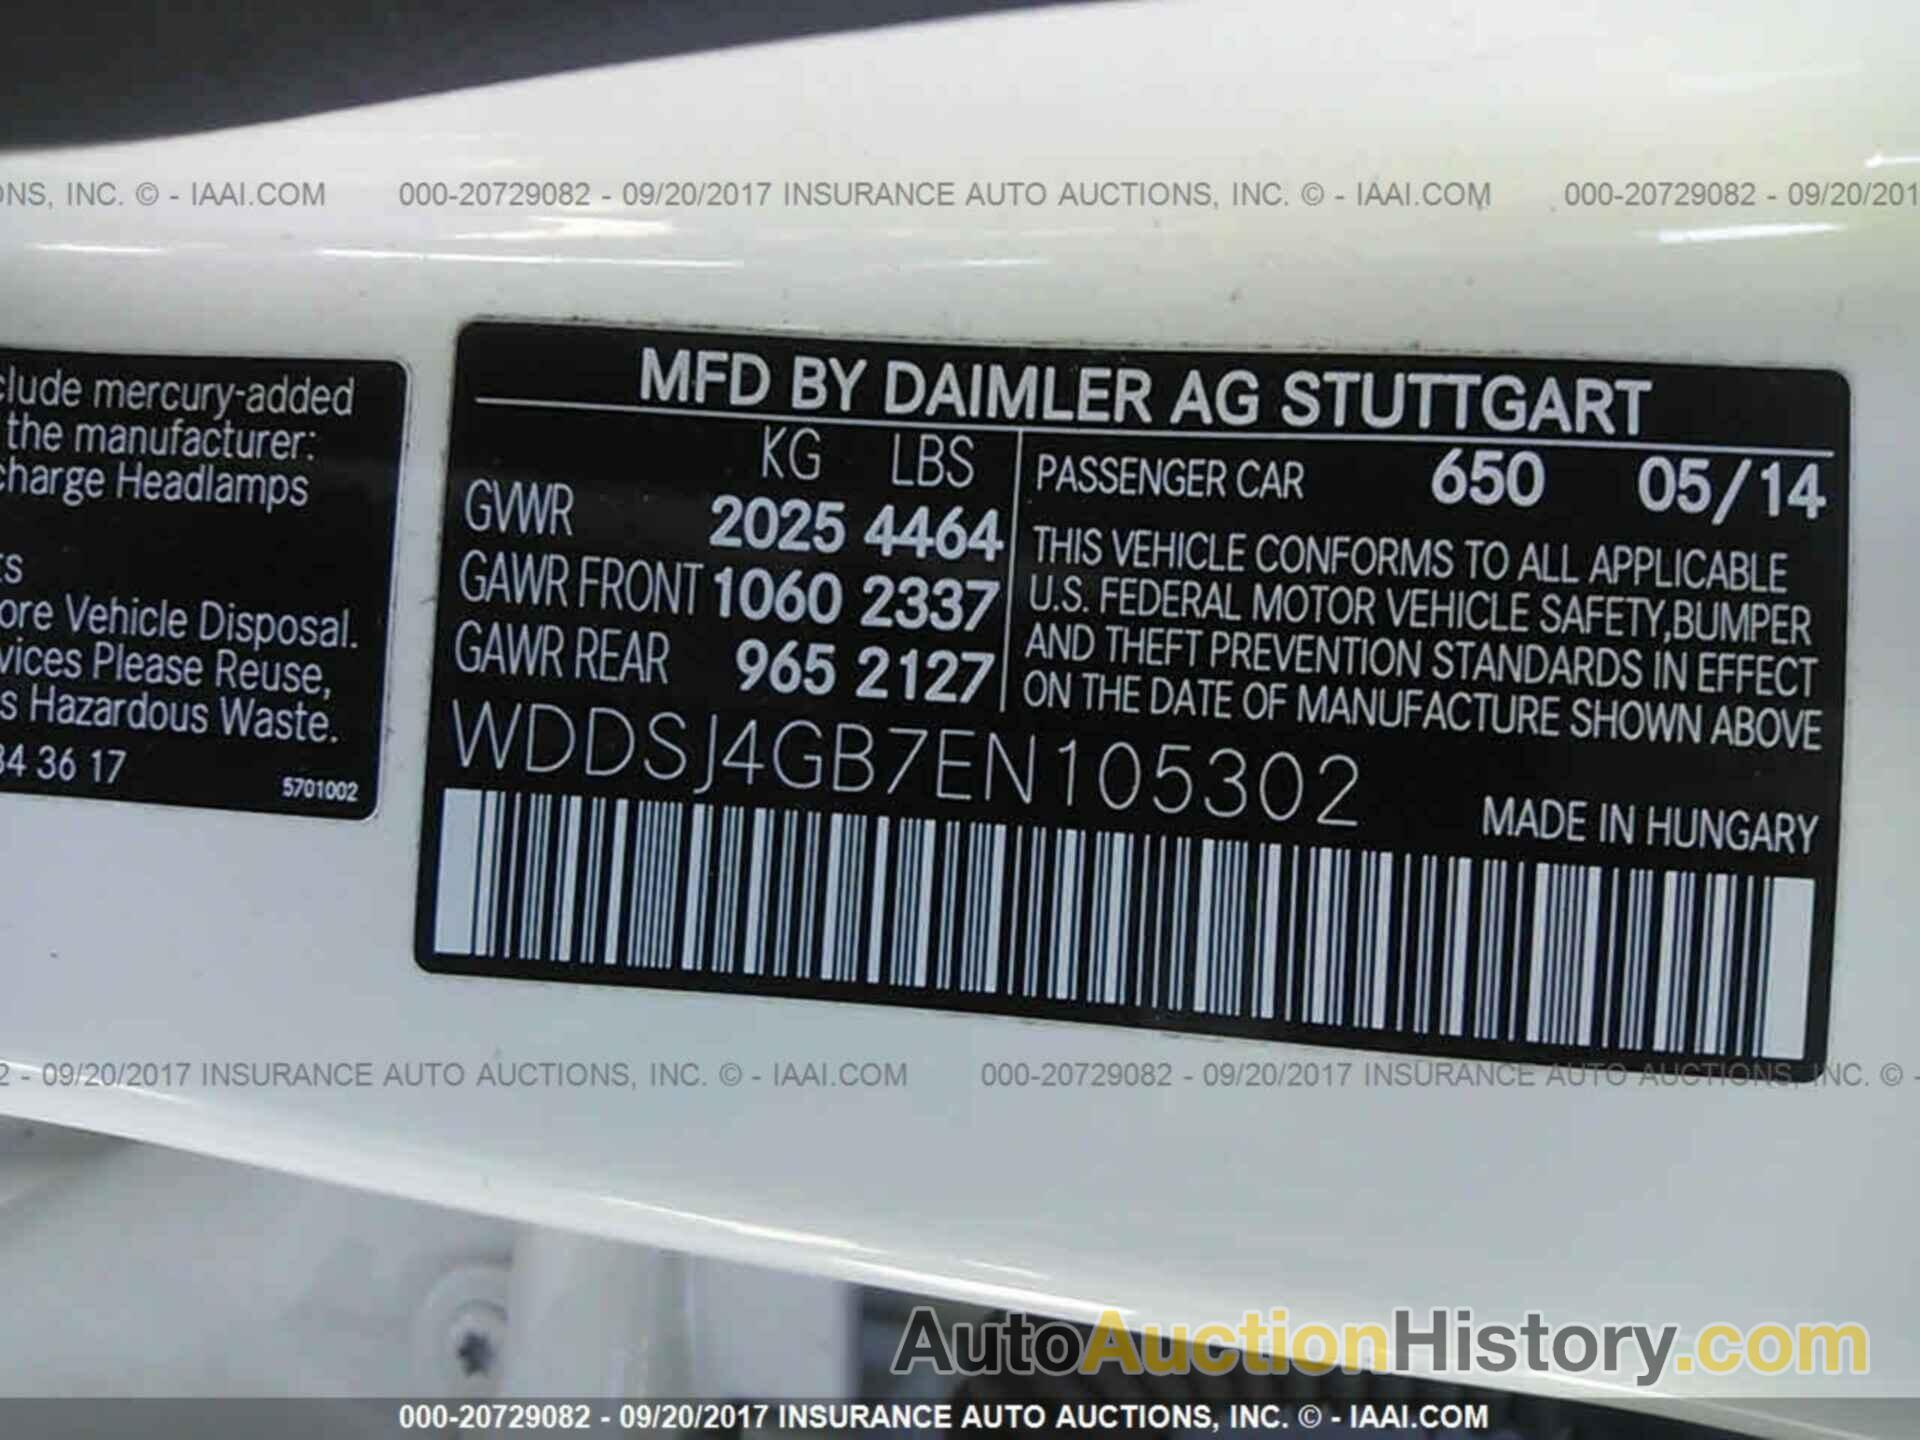 ONS, INC. © - IAAI.COM 000-20729082 - 09/20/2017 INSURANCE AUTO AUCTIONS, INC. © - IAAI.COM 000-20729082 - 09/20/201
clude mercury-added
the manufacturer:
charge Headlamps
ts
ore Vehicle Disposal.
vices Please Reuse,
s Hazardous Waste.
34 36 17
5701002
MFD BY DAIMLER AG STUTTGART
KG LBS
GVWR 2025 4464
GAWR FRONT 1060 2337
GAWR REAR 965 2127
PASSENGER CAR 650 05/14
THIS VEHICLE CONFORMS TO ALL APPLICABLE
U.S. FEDERAL MOTOR VEHICLE SAFETY,BUMPER
AND THEFT PREVENTION STANDARDS IN EFFECT
ON THE DATE OF MANUFACTURE SHOWN ABOVE
WDDSJ4GB7EN105302
MADE IN HUNGARY
2 - 09/20/2017 INSURANCE AUTO AUCTIONS, INC. © - IAAI.COM 000-20729082 - 09/20/2017 INSURANCE AUTO AUCTIONS, INC. © -
AutoAuctionHistory.com
000-20729082 - 09/20/2017 INSURANCE AUTO AUCTIONS, INC. © - IAAI.COM